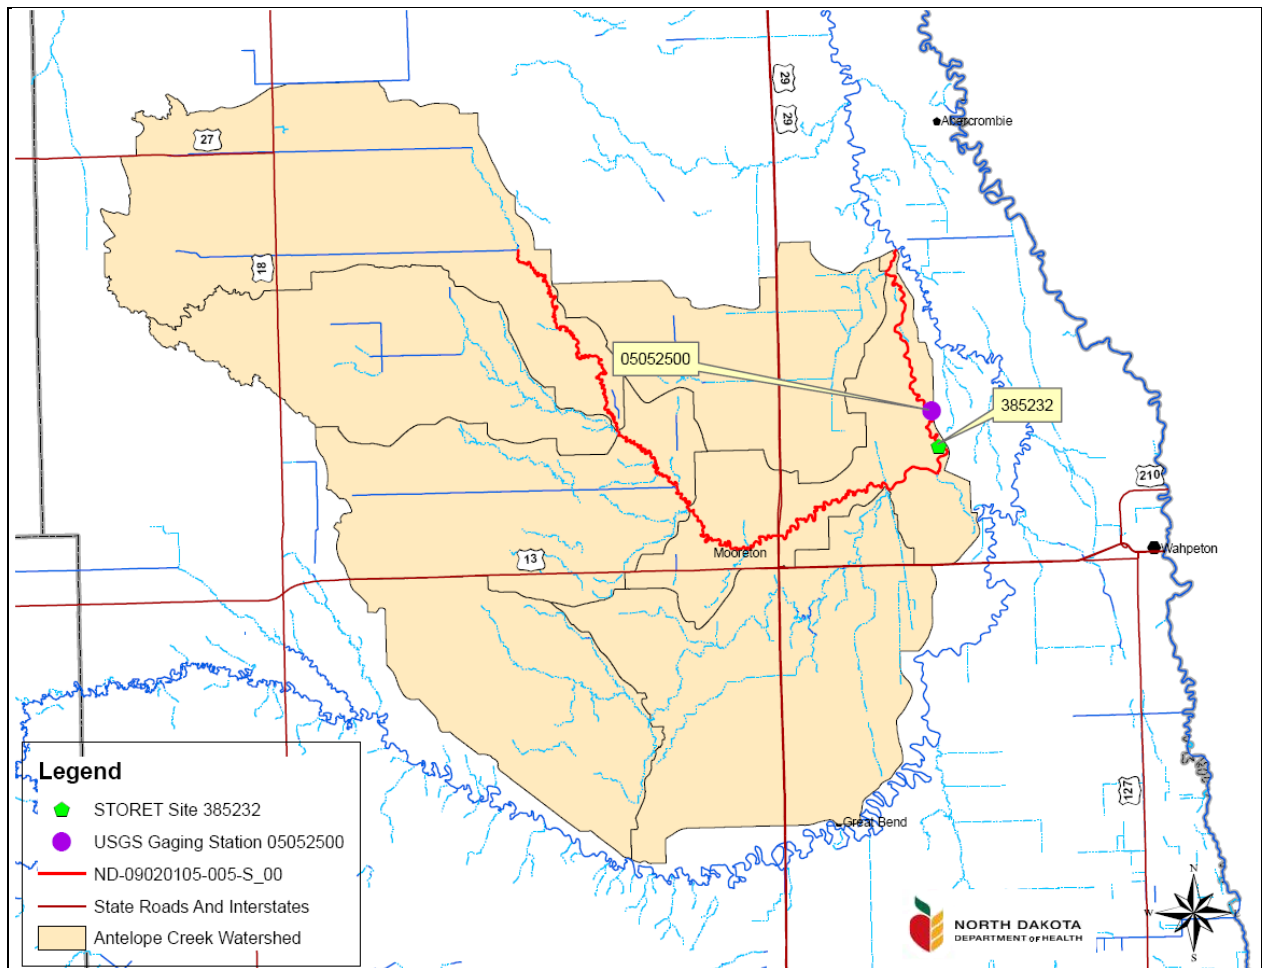 29
29
Abercrombie
27
18
05052500
385232
210
Wahpeton
Mooreton
13
127
Great Bend
Legend
STORET Site 385232
USGS Gaging Station 05052500
ND-09020105-005-S_00
State Roads And Interstates
Antelope Creek Watershed
NORTH DAKOTA
DEPARTMENT of HEALTH
N
W
E
S